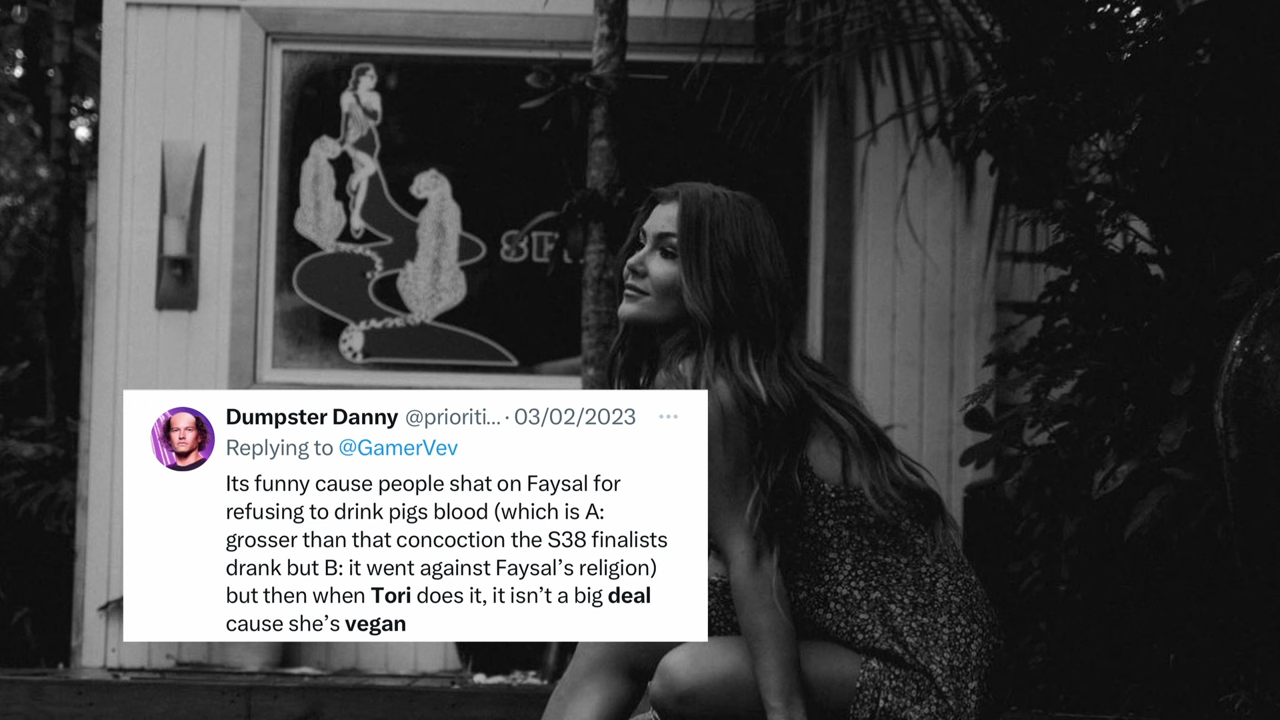 Dumpster Danny @prioriti... · 03/02/2023 ···
Replying to @GamerVev
Its funny cause people shat on Faysal for
refusing to drink pigs blood (which is A:
grosser than that concoction the S38 finalists
drank but B: it went against Faysal's religion)
but then when Tori does it, it isn't a big deal
cause she's vegan